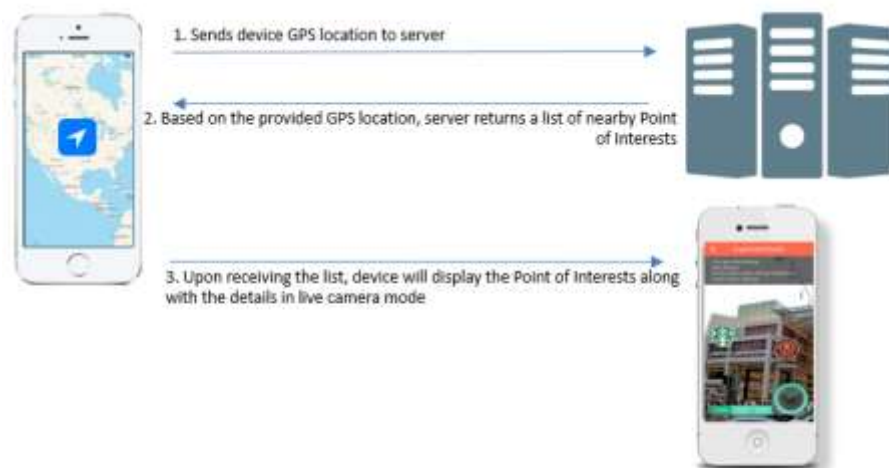 1. Sends device GPS location to server
2. Based on the provided GPS location, server returns a list of nearby Point
of Interests
3. Upon receiving the list, device will display the Point of Interests along
with the details in live camera mode